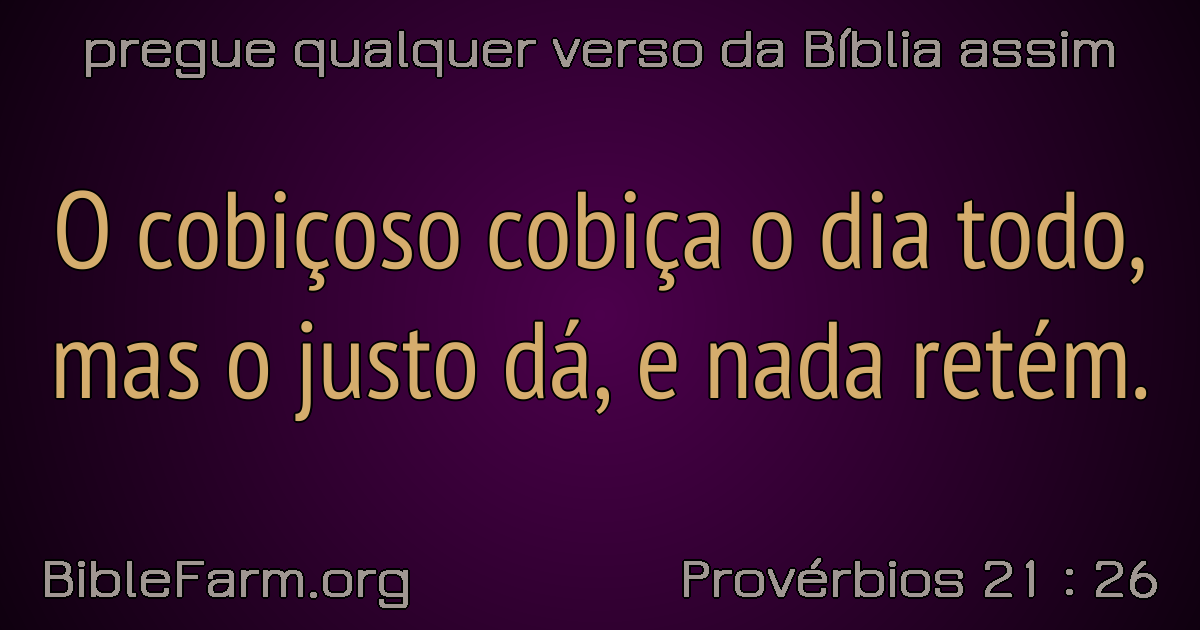 pregue qualquer verso da Bíblia assim
O cobiçoso cobiça o dia todo,
mas o justo dá, e nada retém.
BibleFarm.org
Provérbios 21 : 26